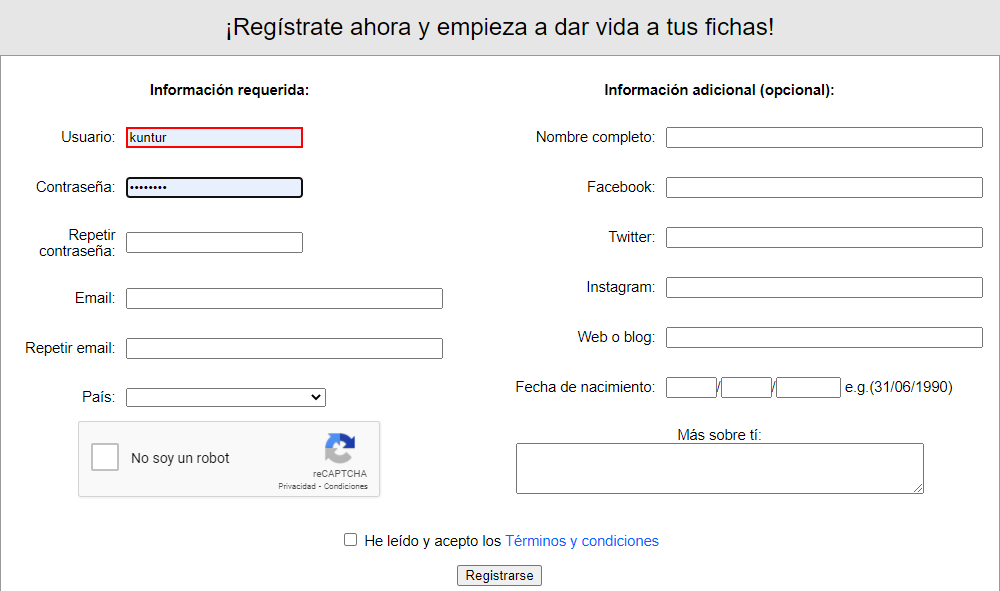 ¡Regístrate ahora y empieza a dar vida a tus fichas!
Información requerida:
Usuario: kuntur
Contraseña: ••••••••
Repetir
contraseña:
Email:
Repetir email:
País:
No soy un robot
reCAPTCHA
Privacidad - Condiciones
Información adicional (opcional):
Nombre completo:
Facebook:
Twitter:
Instagram:
Web o blog:
Fecha de nacimiento: / / e.g.(31/06/1990)
Más sobre tí:
He leído y acepto los Términos y condiciones
Registrarse